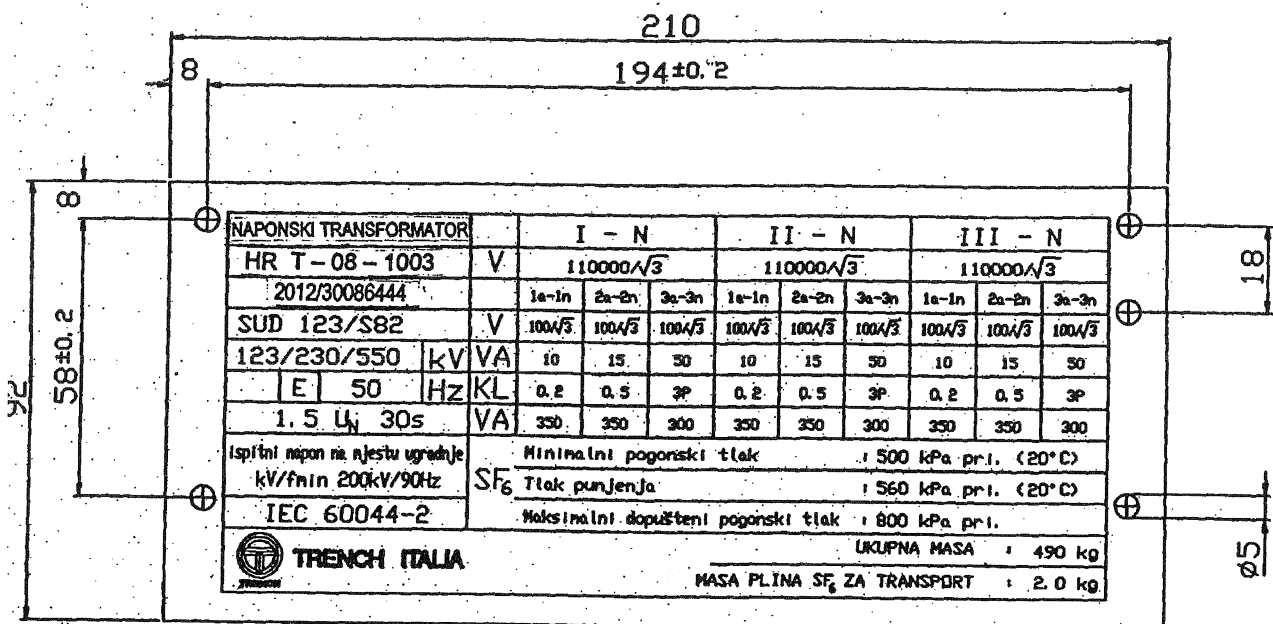 210
8 194±0.2
8
NAPONSKI TRANSFORMATOR I - N II - N III - N
HR T-08-1003 V 110000/√3 110000/√3 110000/√3
18
2012/30086444 1a-1n 2a-2n 3a-3n 1a-1n 2a-2n 3a-3n 1a-1n 2a-2n 3a-3n
SUD 123/S82 V 100/√3 100/√3 100/√3 100/√3 100/√3 100/√3 100/√3 100/√3 100/√3
58±0.2
123/230/550 kV VA 10 15 50 10 15 50 10 15 50
92
E 50 Hz KL 0.2 0.5 3P 0.2 0.5 3P 0.2 0.5 3P
1.5 UN 30s VA 350 350 300 350 350 300 350 350 300
Ispitni napon na mjestu ugradnje
kV/fmin 200kV/90Hz
IEC 60044-2
SF6
Minimalni pogonski tlak : 500 kPa pri. (20°C)
Tlak punjenja : 560 kPa pri. (20°C)
Maksimalni dopušteni pogonski tlak : 800 kPa pri.
ø5
TRENCH
TRENCH ITALIA
UKUPNA MASA : 490 kg
MASA PLINA SF6 ZA TRANSPORT : 2.0 kg